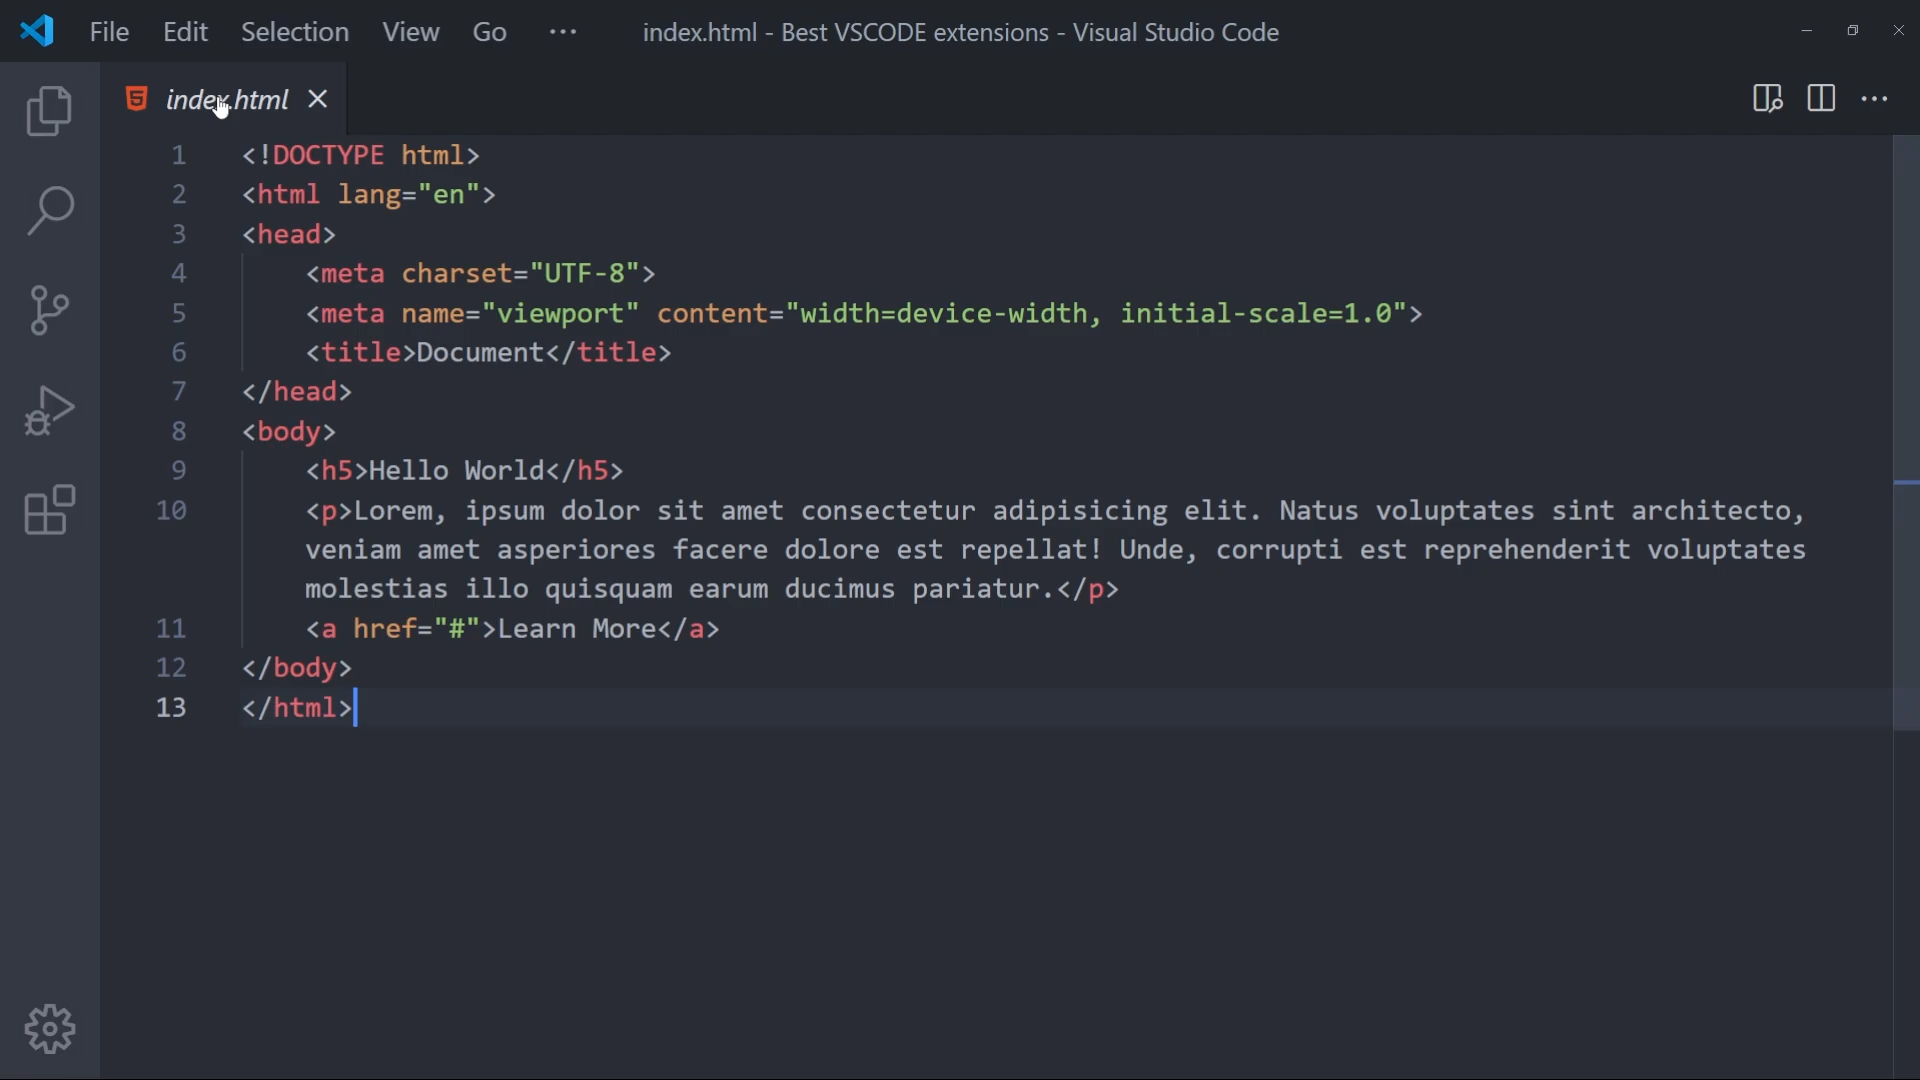 File Edit Selection View Go ··· index.html - Best VSCODE extensions - Visual Studio Code
index.html
1 <!DOCTYPE html>
2 <html lang="en">
3 <head>
4     <meta charset="UTF-8">
5     <meta name="viewport" content="width=device-width, initial-scale=1.0">
6     <title>Document</title>
7 </head>
8 <body>
9     <h5>Hello World</h5>
10     <p>Lorem, ipsum dolor sit amet consectetur adipisicing elit. Natus voluptates sint architecto,
veniam amet asperiores facere dolore est repellat! Unde, corrupti est reprehenderit voluptates
molestias illo quisquam earum ducimus pariatur.</p>
11     <a href="#">Learn More</a>
12 </body>
13 </html>